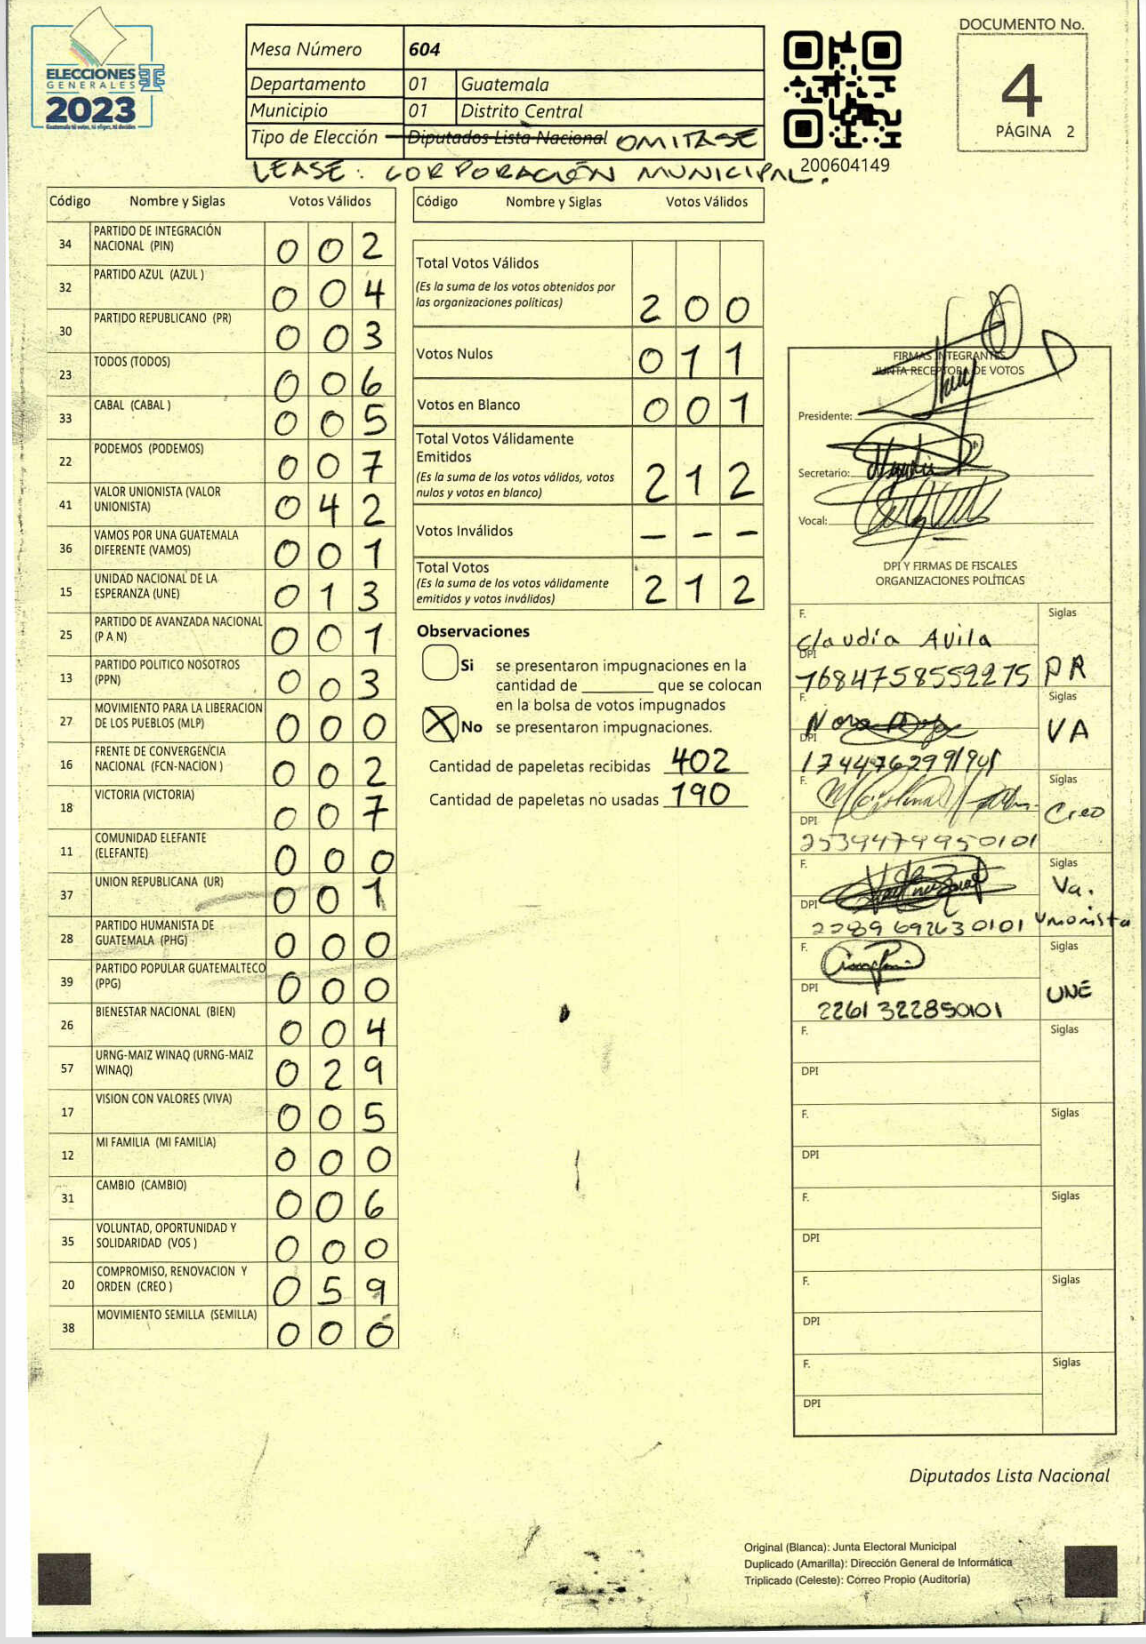 ELECCIONES
GENERALES
2023
Guatemala tú votas, tú eliges, tú decides
Mesa Número 604
Departamento 01 Guatemala
Municipio 01 Distrito Central
Tipo de Elección Diputados Lista Nacional OMITASE
LEASE: CORPORACIÓN MUNICIPAL.
200604149
DOCUMENTO No.
4
PÁGINA 2
Código Nombre y Siglas Votos Válidos
34 PARTIDO DE INTEGRACIÓN NACIONAL (PIN) 0 0 2
32 PARTIDO AZUL (AZUL ) 0 0 4
30 PARTIDO REPUBLICANO (PR) 0 0 3
23 TODOS (TODOS) 0 0 6
33 CABAL (CABAL ) 0 0 5
22 PODEMOS (PODEMOS) 0 0 7
41 VALOR UNIONISTA (VALOR UNIONISTA) 0 4 2
36 VAMOS POR UNA GUATEMALA DIFERENTE (VAMOS) 0 0 1
15 UNIDAD NACIONAL DE LA ESPERANZA (UNE) 0 1 3
25 PARTIDO DE AVANZADA NACIONAL (P A N) 0 0 1
13 PARTIDO POLITICO NOSOTROS (PPN) 0 0 3
27 MOVIMIENTO PARA LA LIBERACION DE LOS PUEBLOS (MLP) 0 0 0
16 FRENTE DE CONVERGENCIA NACIONAL (FCN-NACION ) 0 0 2
18 VICTORIA (VICTORIA) 0 0 7
11 COMUNIDAD ELEFANTE (ELEFANTE) 0 0 0
37 UNION REPUBLICANA (UR) 0 0 1
28 PARTIDO HUMANISTA DE GUATEMALA (PHG) 0 0 0
39 PARTIDO POPULAR GUATEMALTECO (PPG) 0 0 0
26 BIENESTAR NACIONAL (BIEN) 0 0 4
57 URNG-MAIZ WINAQ (URNG-MAIZ WINAQ) 0 2 9
17 VISION CON VALORES (VIVA) 0 0 5
12 MI FAMILIA (MI FAMILIA) 0 0 0
31 CAMBIO (CAMBIO) 0 0 6
35 VOLUNTAD, OPORTUNIDAD Y SOLIDARIDAD (VOS ) 0 0 0
20 COMPROMISO, RENOVACION Y ORDEN (CREO ) 0 5 9
38 MOVIMIENTO SEMILLA (SEMILLA) 0 0 0
Código Nombre y Siglas Votos Válidos
Total Votos Válidos
(Es la suma de los votos obtenidos por
las organizaciones políticas) 2 0 0
Votos Nulos 0 1 1
Votos en Blanco 0 0 1
Total Votos Válidamente
Emitidos
(Es la suma de los votos válidos, votos
nulos y votos en blanco) 2 1 2
Votos Inválidos - - -
Total Votos
(Es la suma de los votos válidamente
emitidos y votos inválidos) 2 1 2
Observaciones
Si se presentaron impugnaciones en la
cantidad de ________ que se colocan
en la bolsa de votos impugnados
X No se presentaron impugnaciones.
Cantidad de papeletas recibidas 402
Cantidad de papeletas no usadas 190
FIRMAS INTEGRANTES
JUNTA RECEPTORA DE VOTOS
Presidente:
Secretario:
Vocal:
DPI Y FIRMAS DE FISCALES
ORGANIZACIONES POLÍTICAS
F. Siglas
Claudia Avila
DPI 1684758552275 PR
F. Siglas
DPI VA
F. Siglas
Creo
DPI 2539479950101
F. Siglas
Va.
DPI Unionista
2289 692630101
F. Siglas
DPI UNE
2261 322850101
F. Siglas
DPI
F. Siglas
DPI
F. Siglas
DPI
F. Siglas
DPI
F. Siglas
DPI
Diputados Lista Nacional
Original (Blanca): Junta Electoral Municipal
Duplicado (Amarilla): Dirección General de Informática
Triplicado (Celeste): Correo Propio (Auditoría)